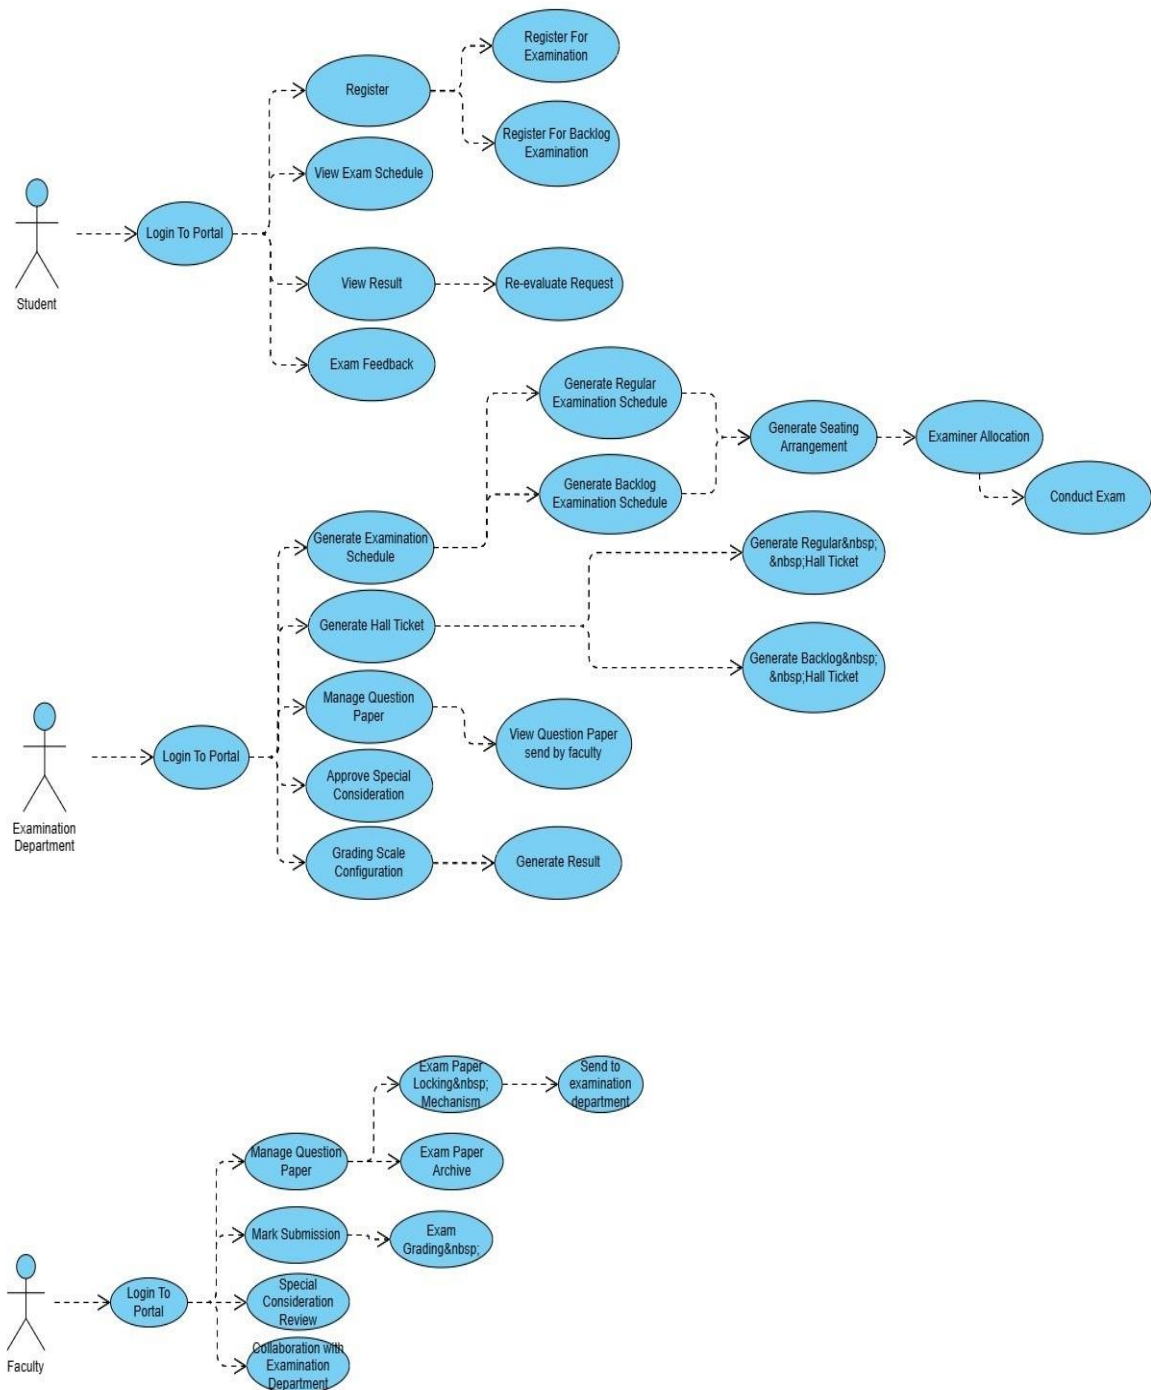 Register For
Examination
Register
Register For Backlog
Examination
View Exam Schedule
Login To Portal
View Result
Re-evaluate Request
Student
Exam Feedback
Generate Regular
Examination Schedule
Generate Seating
Arrangement
Examiner Allocation
Generate Backlog
Examination Schedule
Conduct Exam
Generate Examination
Schedule
Generate Regular&nbsp;
&nbsp;Hall Ticket
Generate Hall Ticket
Generate Backlog&nbsp;
&nbsp;Hall Ticket
Manage Question
Paper
View Question Paper
send by faculty
Login To Portal
Approve Special
Consideration
Examination
Department
Grading Scale
Configuration
Generate Result
Exam Paper
Locking&nbsp;
Mechanism
Send to
examination
department
Manage Question
Paper
Exam Paper
Archive
Mark Submission
Exam
Grading&nbsp;
Login To
Portal
Special
Consideration
Review
Faculty
Collaboration with
Examination
Department